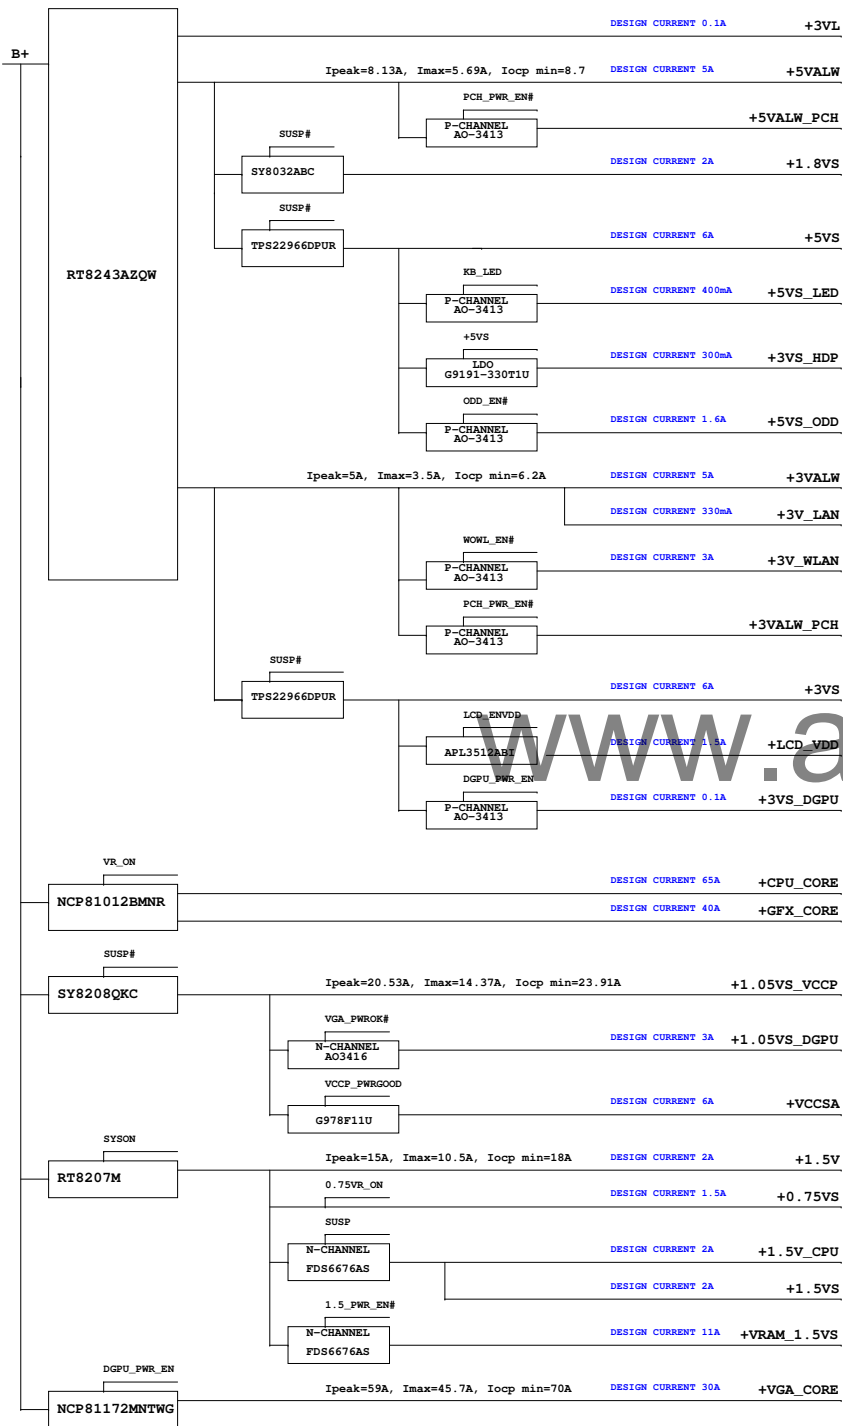 DESIGN CURRENT 0.1A +3VL
B+
Ipeak=8.13A, Imax=5.69A, Iocp min=8.7 DESIGN CURRENT 5A +5VALW
PCH_PWR_EN#
P-CHANNEL
AO-3413
+5VALW_PCH
SUSP#
SY8032ABC
DESIGN CURRENT 2A +1.8VS
SUSP#
TPS22966DPUR
DESIGN CURRENT 6A +5VS
RT8243AZQW
KB_LED
P-CHANNEL
AO-3413
DESIGN CURRENT 400mA +5VS_LED
+5VS
LDO
G9191-330T1U
DESIGN CURRENT 300mA +3VS_HDP
ODD_EN#
P-CHANNEL
AO-3413
DESIGN CURRENT 1.6A +5VS_ODD
Ipeak=5A, Imax=3.5A, Iocp min=6.2A DESIGN CURRENT 5A +3VALW
DESIGN CURRENT 330mA +3V_LAN
WOWL_EN#
P-CHANNEL
AO-3413
DESIGN CURRENT 3A +3V_WLAN
PCH_PWR_EN#
P-CHANNEL
AO-3413
+3VALW_PCH
SUSP#
TPS22966DPUR
DESIGN CURRENT 6A +3VS
LCD_ENVDD
APL3512ABI
DESIGN CURRENT 1.5A +LCD_VDD
www.a
DGPU_PWR_EN
P-CHANNEL
AO-3413
DESIGN CURRENT 0.1A +3VS_DGPU
VR_ON
NCP81012BMNR
DESIGN CURRENT 65A +CPU_CORE
DESIGN CURRENT 40A +GFX_CORE
SUSP#
SY8208QKC
Ipeak=20.53A, Imax=14.37A, Iocp min=23.91A +1.05VS_VCCP
VGA_PWROK#
N-CHANNEL
AO3416
DESIGN CURRENT 3A +1.05VS_DGPU
VCCP_PWRGOOD
G978F11U
DESIGN CURRENT 6A +VCCSA
SYSON
RT8207M
Ipeak=15A, Imax=10.5A, Iocp min=18A DESIGN CURRENT 2A +1.5V
0.75VR_ON
DESIGN CURRENT 1.5A +0.75VS
SUSP
N-CHANNEL
FDS6676AS
DESIGN CURRENT 2A +1.5V_CPU
DESIGN CURRENT 2A +1.5VS
1.5_PWR_EN#
N-CHANNEL
FDS6676AS
DESIGN CURRENT 11A +VRAM_1.5VS
DGPU_PWR_EN
NCP81172MNTWG
Ipeak=59A, Imax=45.7A, Iocp min=70A DESIGN CURRENT 30A +VGA_CORE